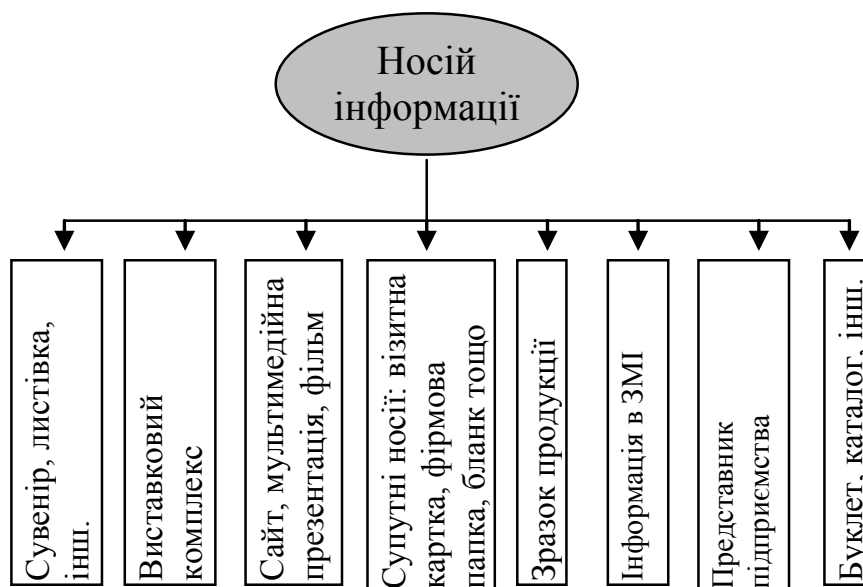 Носій
інформації
Сувенір, листівка,
інш.
Виставковий
комплекс
Сайт, мультимедійна
презентація, фільм
Супутні носії: візитна
картка, фірмова
папка, бланк тощо
Зразок продукції
Інформація в ЗМІ
Представник
підприємства
Буклет, каталог, інш.